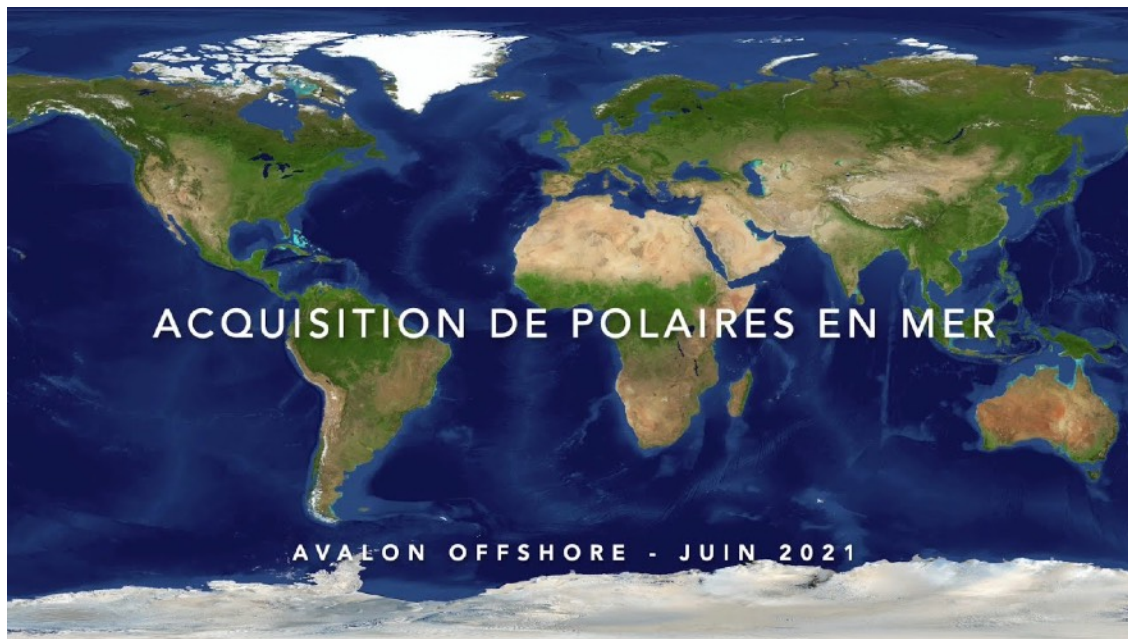 ACQUISITION DE POLAIRES EN MER
AVALON OFFSHORE - JUIN 2021